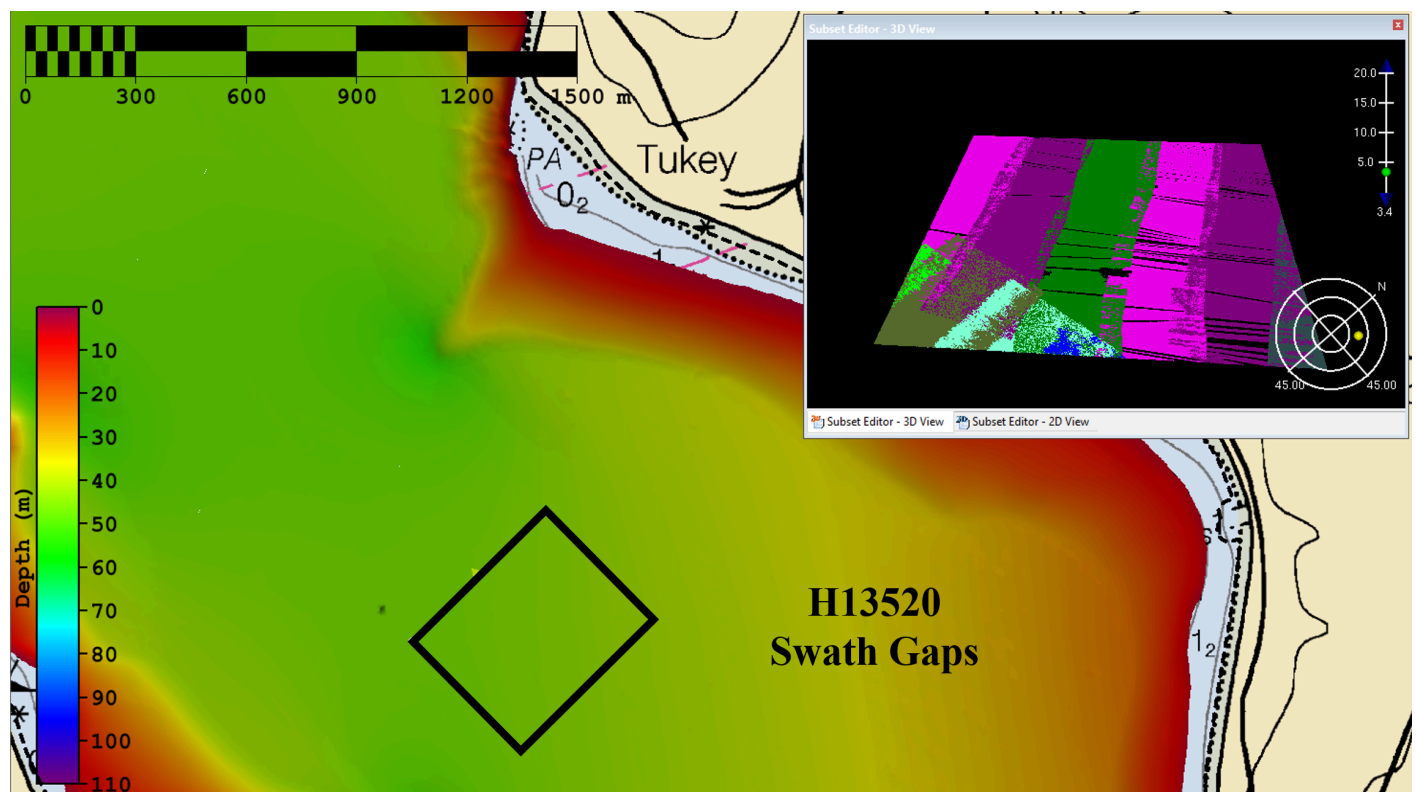 Subset Editor - 3D View
20.0
15.0
10.0
5.0
3.4
N
45.00 45.00
Subset Editor - 3D View Subset Editor - 2D View
0 300 600 900 1200 1500 m
PA
Tukey
0₂
1
Depth (m)
0
10
20
30
40
50
60
70
80
90
100
110
H13520
Swath Gaps
S
1₂